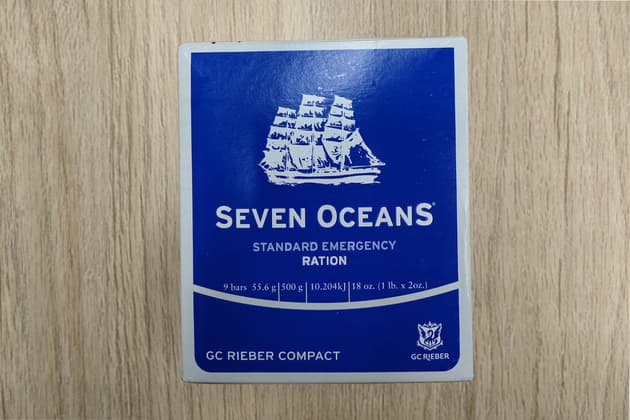 SEVEN OCEANS®
STANDARD EMERGENCY
RATION
9 bars 55.6 g 500 g 10.204kJ 18 oz. (1 lb. x 2oz.)
GC RIEBER COMPACT
GC RIEBER